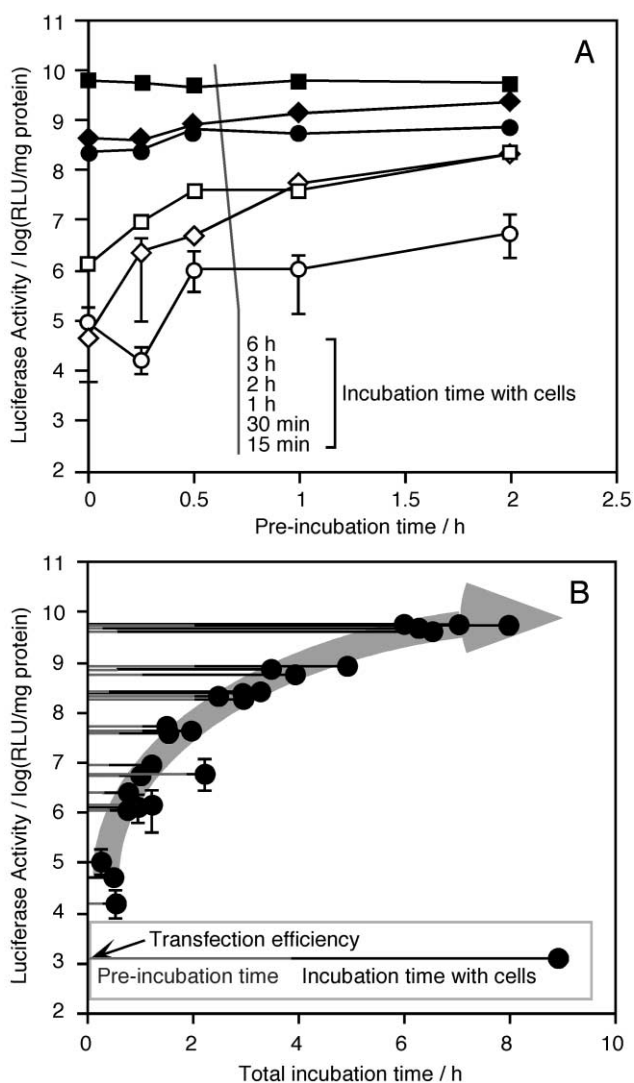 A
Luciferase Activity / log(RLU/mg protein)
11
10
9
8
7
6
5
4
3
2
6 h
3 h
2 h
1 h
30 min
15 min
Incubation time with cells
0
0.5
1
1.5
2
2.5
Pre-incubation time / h
B
Luciferase Activity / log(RLU/mg protein)
11
10
9
8
7
6
5
4
3
2
Transfection efficiency
Pre-incubation time
Incubation time with cells
0
2
4
6
8
10
Total incubation time / h